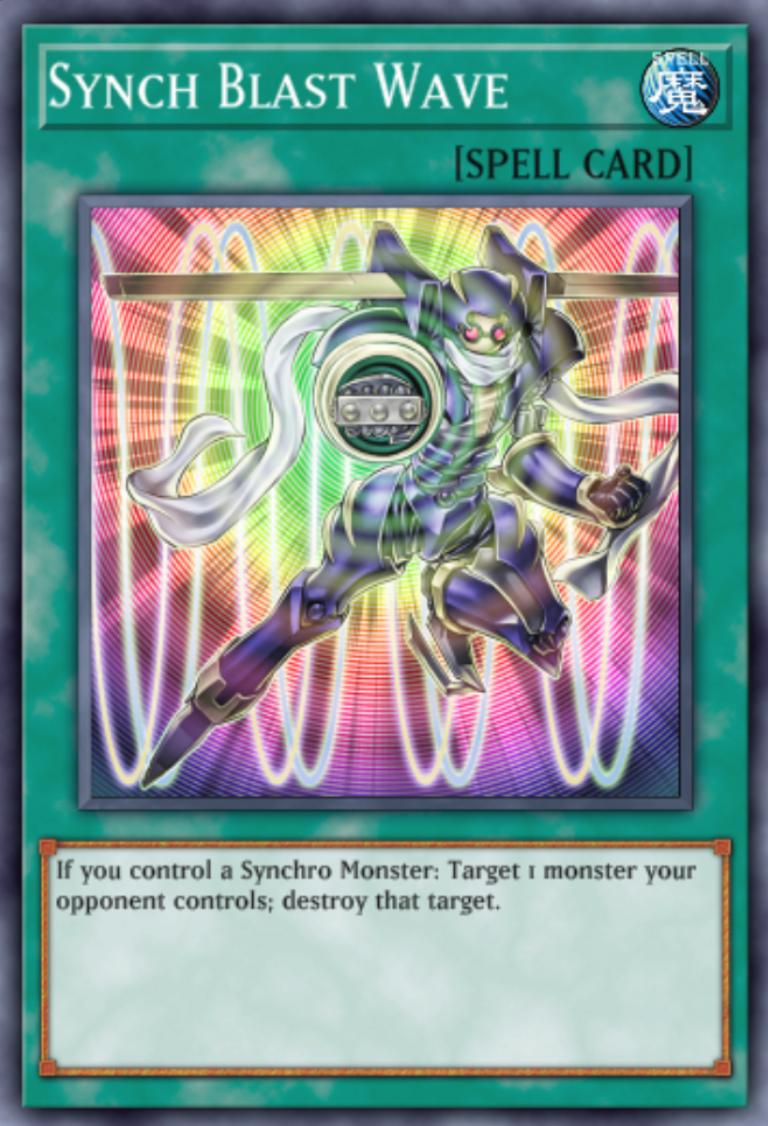 SYNCH BLAST WAVE
SPELL
魔
[SPELL CARD]
If you control a Synchro Monster: Target 1 monster your
opponent controls; destroy that target.